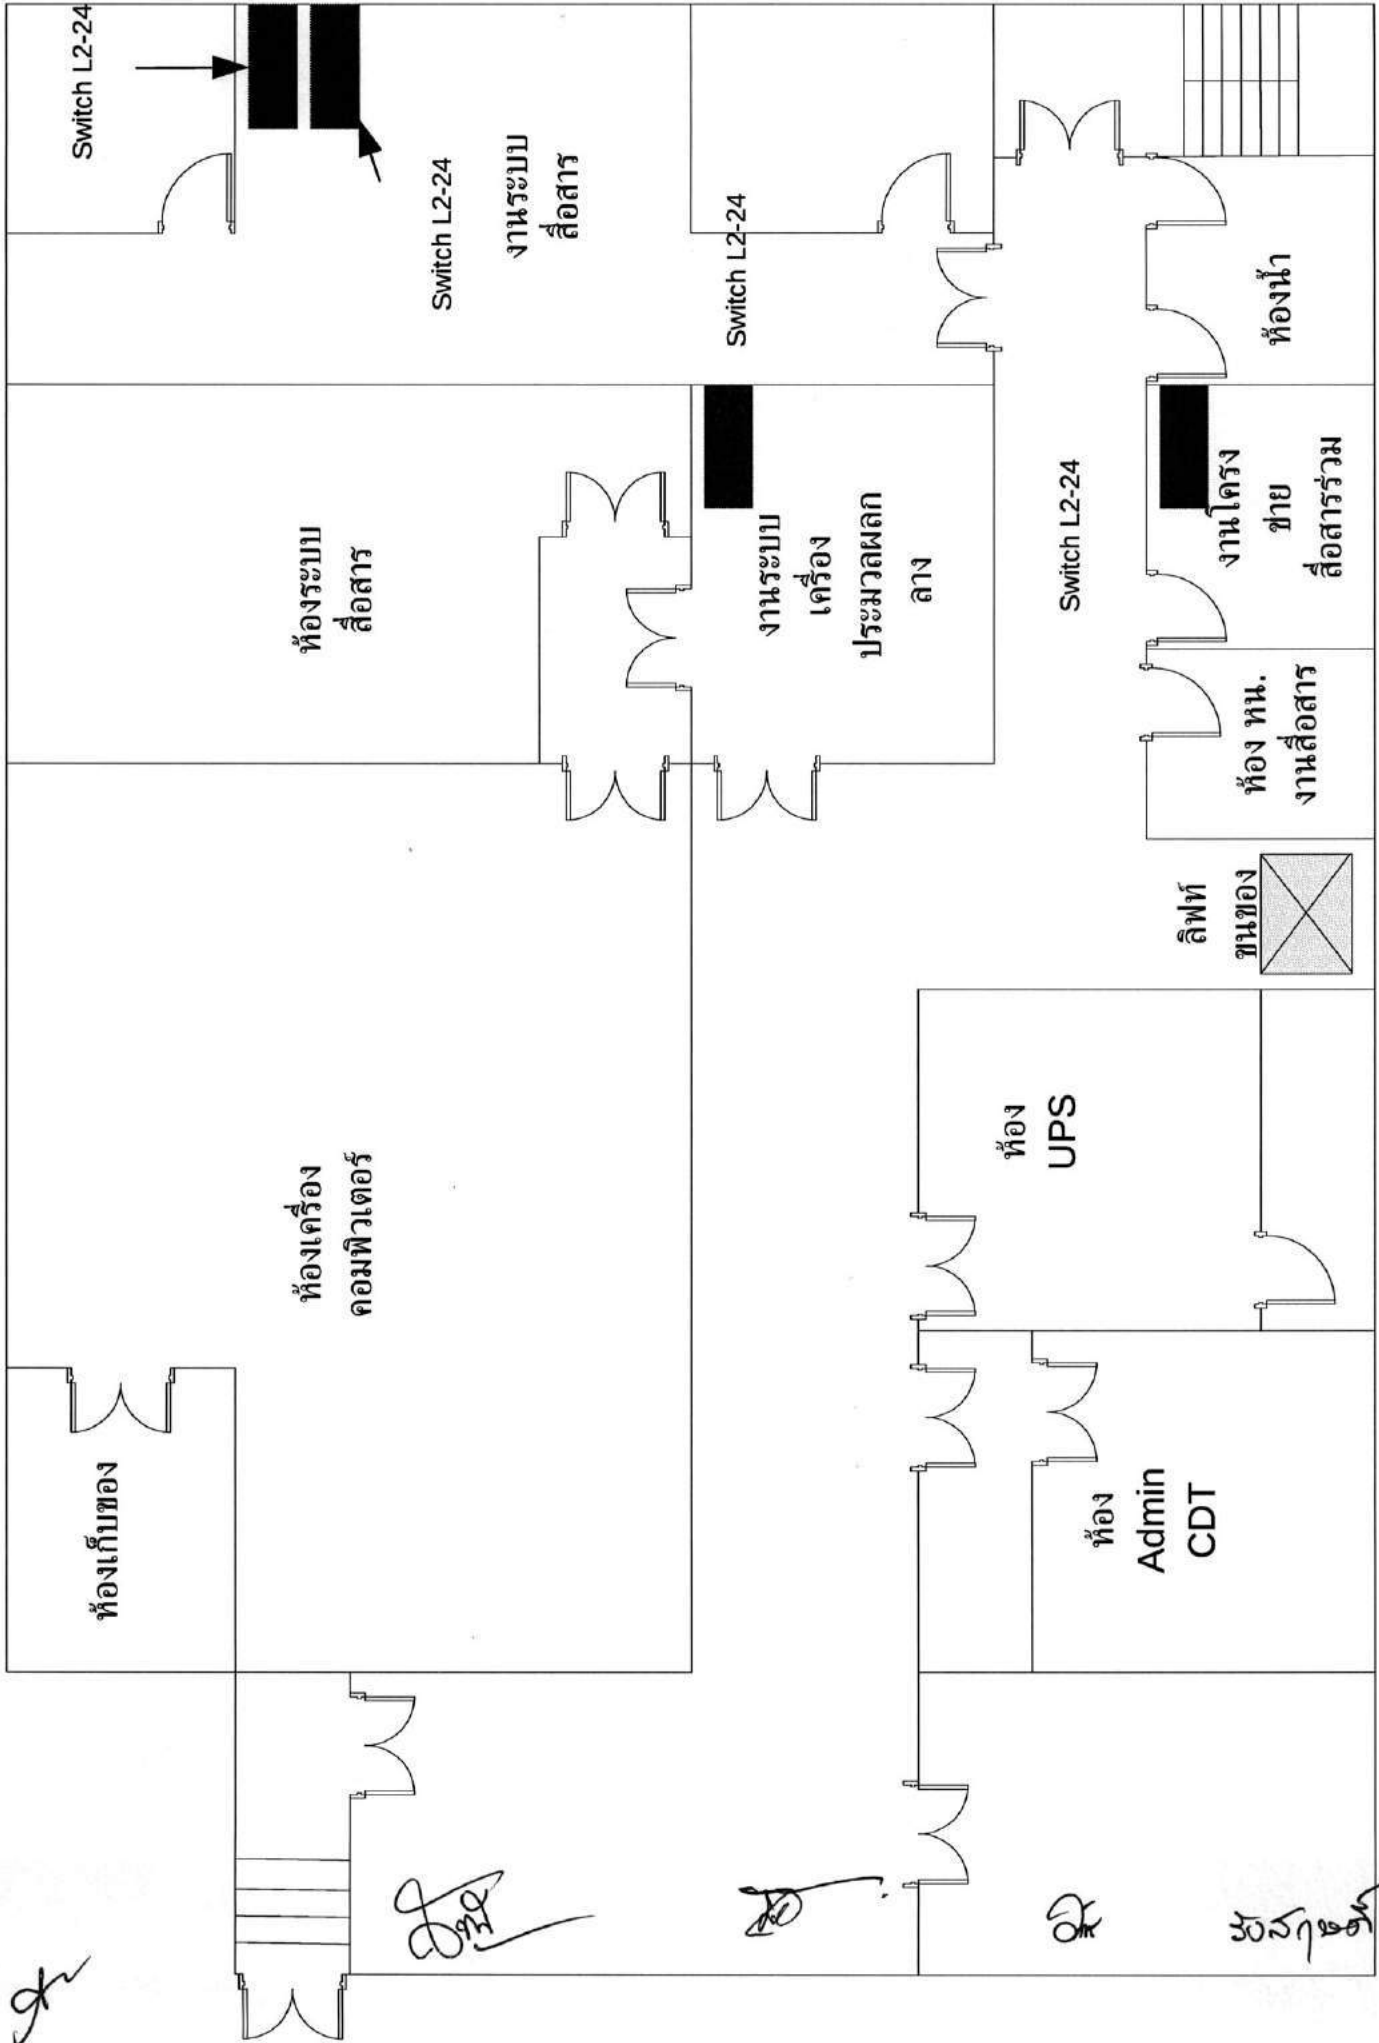 Switch L2-24
Switch L2-24
งานระบบ
สื่อสาร
Switch L2-24
ห้องน้ำ
ห้องระบบ
สื่อสาร
งานระบบ
เครื่อง
ประมวลผลก
ลาง
Switch L2-24
งานโครง
ข่าย
สื่อสารร่วม
ห้อง หน.
งานสื่อสาร
ลิฟท์
ขนของ
ห้องเครื่อง
คอมพิวเตอร์
ห้อง
UPS
ห้องเก็บของ
ห้อง
Admin
CDT